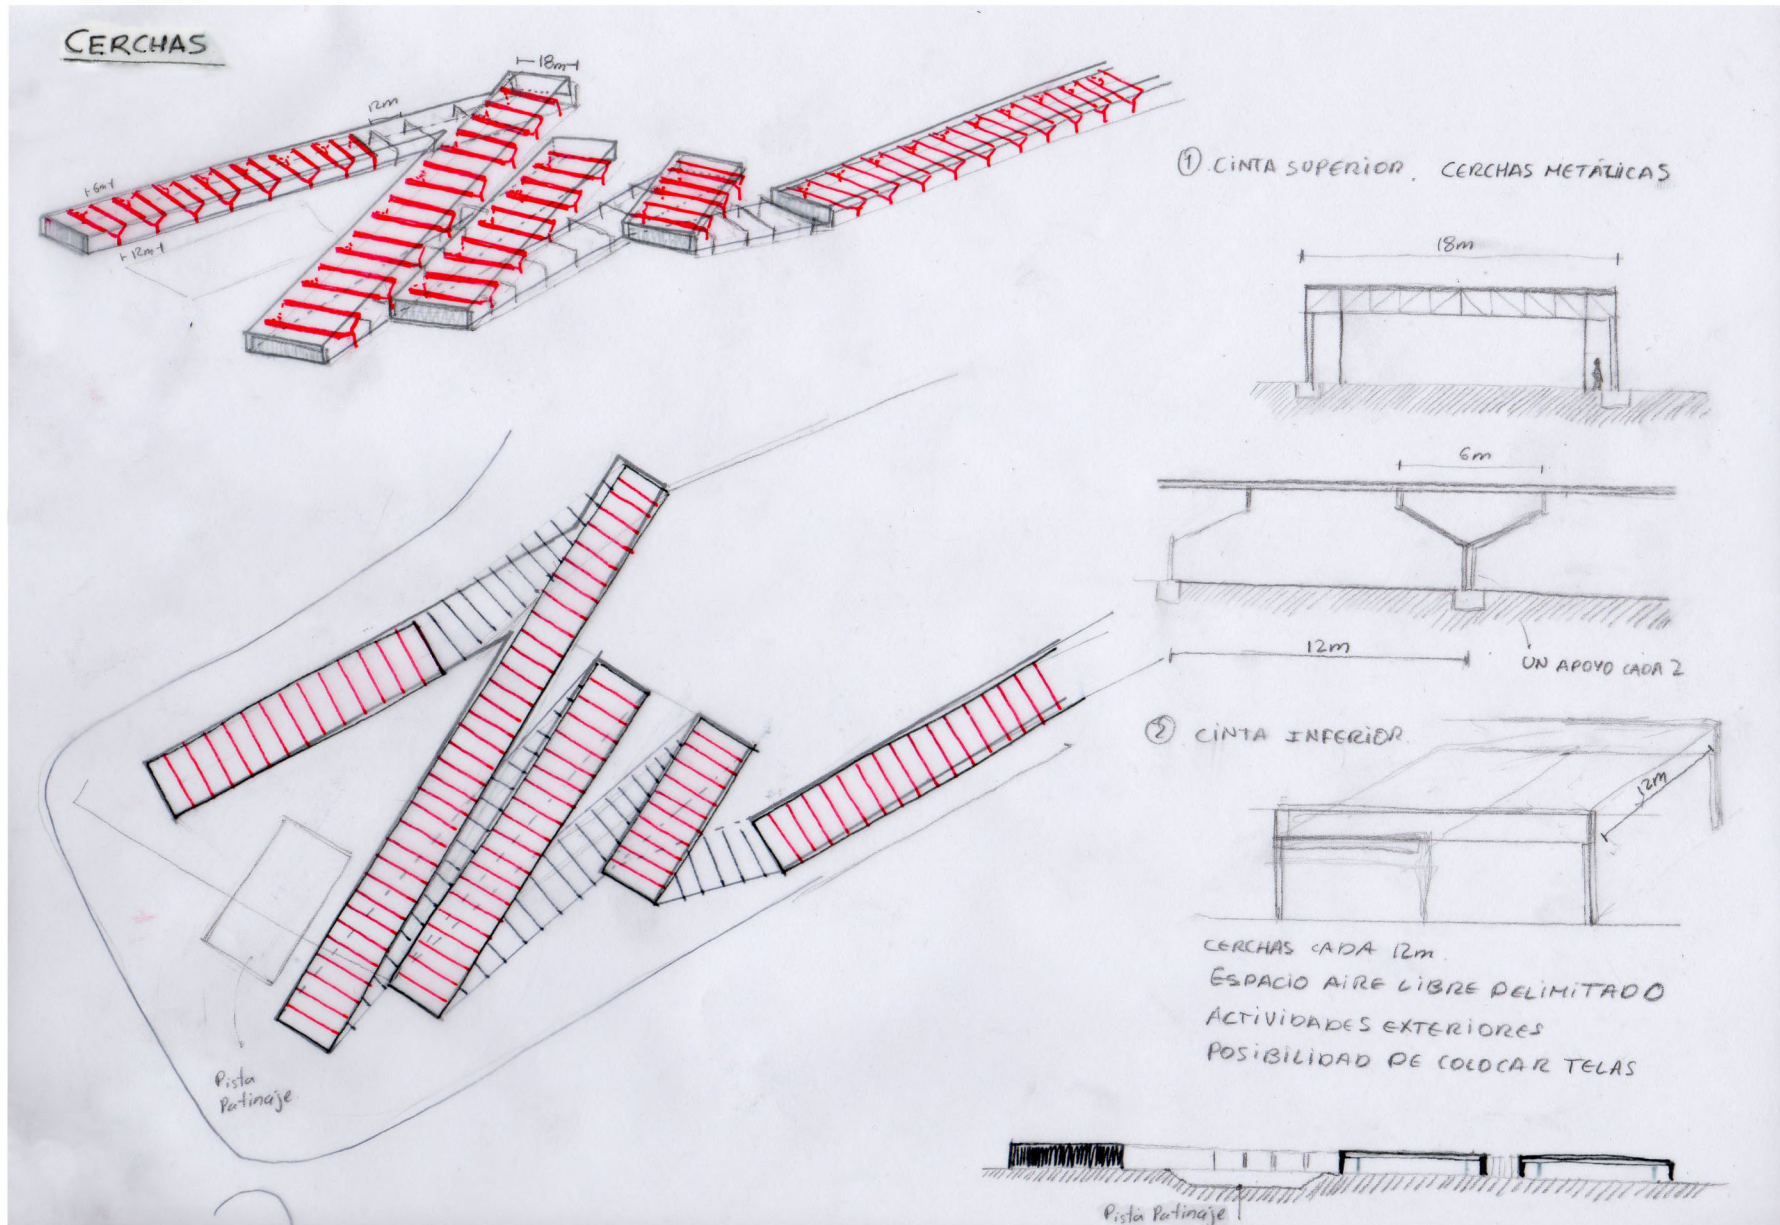 CERCHAS
18m
12m
6m
12m
① CINTA SUPERIOR. CERCHAS METÁLICAS
18m
6m
12m
UN APOYO CADA 2
② CINTA INFERIOR.
12m
CERCHAS CADA 12m.
ESPACIO AIRE LIBRE DELIMITADO
ACTIVIDADES EXTERIORES
POSIBILIDAD DE COLOCAR TELAS
Pista
Patinaje
Pista Patinaje